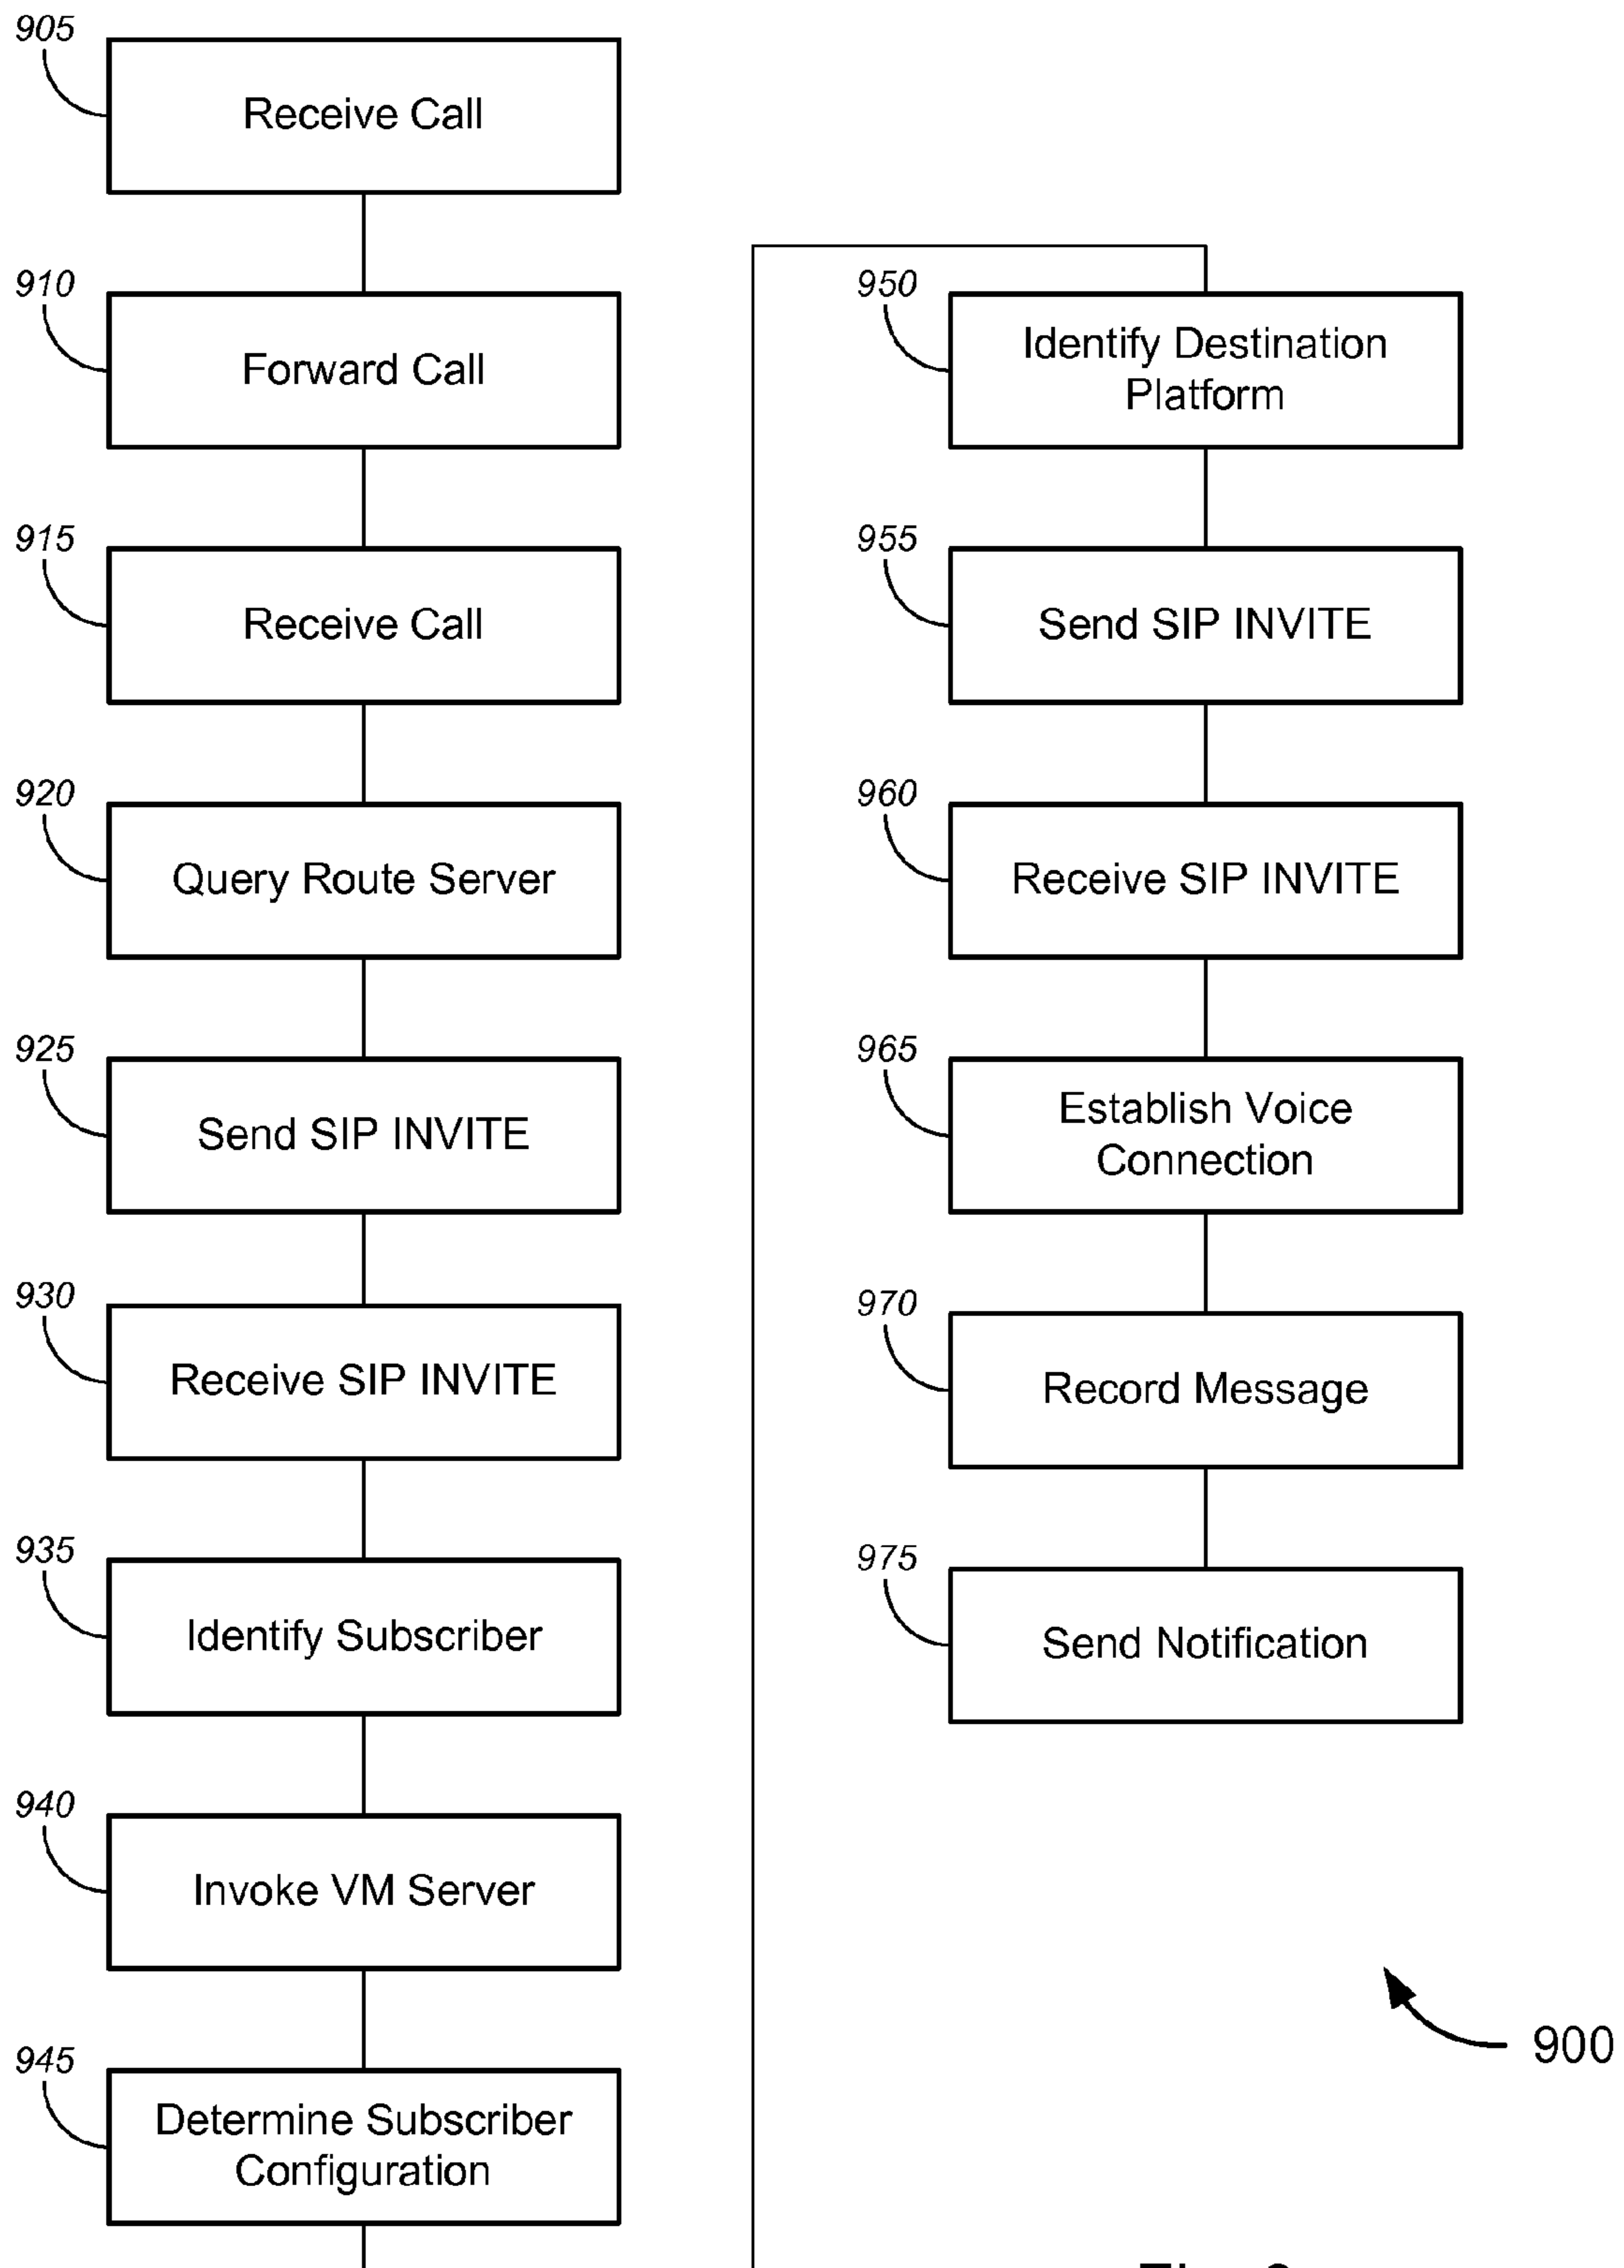 905
Receive Call
910
Forward Call
915
Receive Call
920
Query Route Server
925
Send SIP INVITE
930
Receive SIP INVITE
935
Identify Subscriber
940
Invoke VM Server
945
Determine Subscriber
Configuration
950
Identify Destination
Platform
955
Send SIP INVITE
960
Receive SIP INVITE
965
Establish Voice
Connection
970
Record Message
975
Send Notification
900